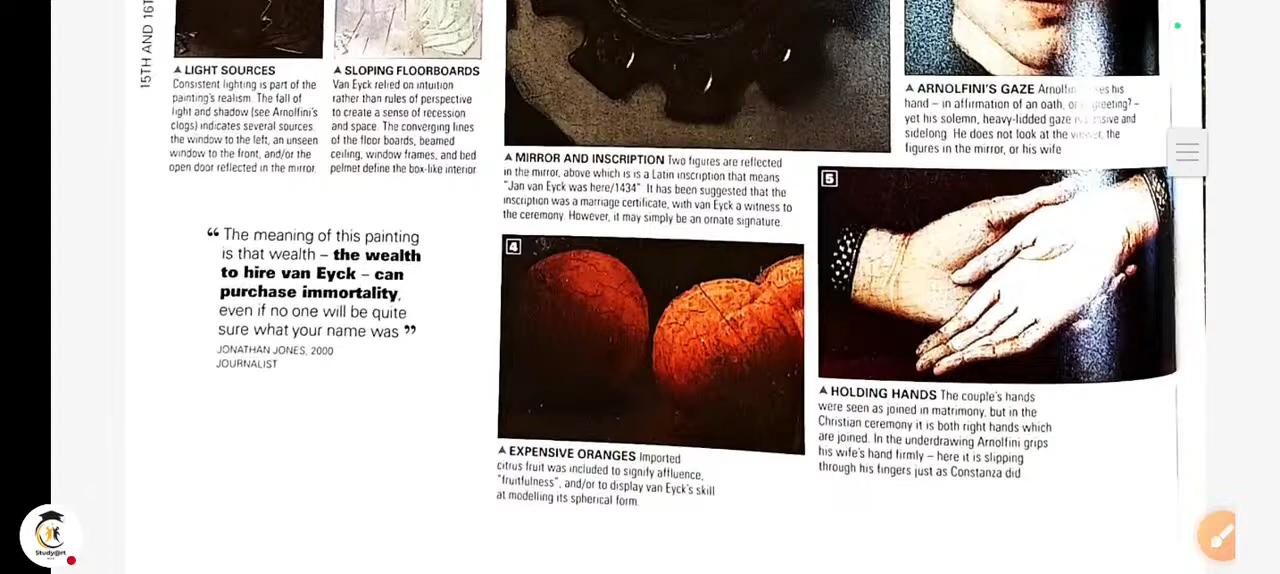 15TH AND 16T
▲ LIGHT SOURCES
Consistent lighting is part of the
painting's realism. The fall of
light and shadow (see Arnolfini's
clogs) indicates several sources
the window to the left, an unseen
window to the front, and/or the
open door reflected in the mirror.
▲ SLOPING FLOORBOARDS
Van Eyck relied on intuition
rather than rules of perspective
to create a sense of recession
and space. The converging lines
of the floor boards, beamed
ceiling, window frames, and bed
pelmet define the box-like interior.
“ The meaning of this painting
is that wealth – the wealth
to hire van Eyck – can
purchase immortality,
even if no one will be quite
sure what your name was ”
JONATHAN JONES, 2000
JOURNALIST
▲ MIRROR AND INSCRIPTION Two figures are reflected
in the mirror, above which is is a Latin inscription that means
"Jan van Eyck was here/1434" It has been suggested that the
inscription was a marriage certificate, with van Eyck a witness to
the ceremony. However, it may simply be an ornate signature.
4
▲ EXPENSIVE ORANGES Imported
citrus fruit was included to signify affluence,
"fruitfulness", and/or to display van Eyck's skill
at modelling its spherical form.
▲ ARNOLFINI'S GAZE
hand – in affirmation of an oath, or greeting? –
yet his solemn, heavy-lidded gaze is and
sidelong. He does not look at the viewer, the
figures in the mirror, or his wife
5
▲ HOLDING HANDS The couple's hands
were seen as joined in matrimony, but in the
Christian ceremony it is both right hands which
are joined. In the underdrawing Arnolfini grips
his wife's hand firmly – here it is slipping
through his fingers just as Constanza did
Study@rt